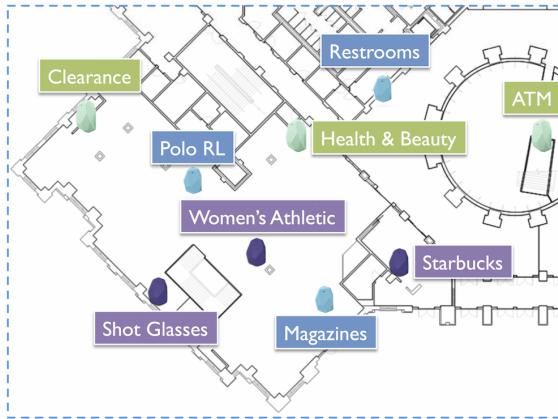 Restrooms
Clearance
ATM
Health & Beauty
Polo RL
Women's Athletic
Starbucks
Shot Glasses
Magazines